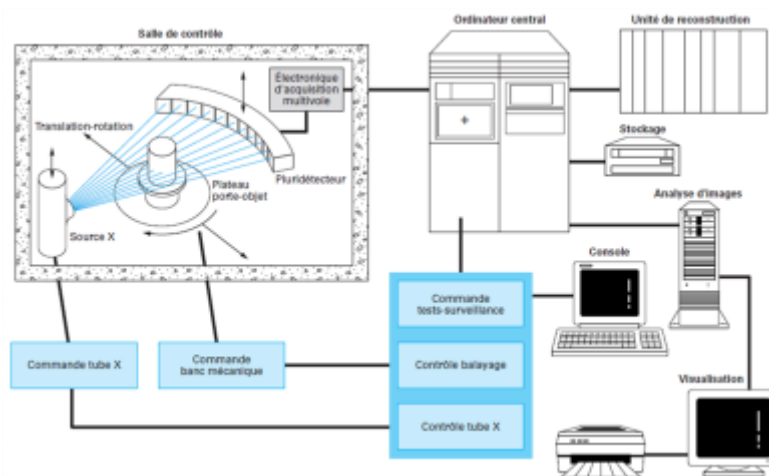 Salle de contrôle
Ordinateur central
Unité de reconstruction
Électronique
d'acquisition
multivoie
Translation-rotation
Pluridétecteur
Plateau
porte-objet
Source X
Stockage
Analyse d'images
Console
Commande
tests-surveillance
Commande tube X
Commande
banc mécanique
Contrôle balayage
Visualisation
Contrôle tube X